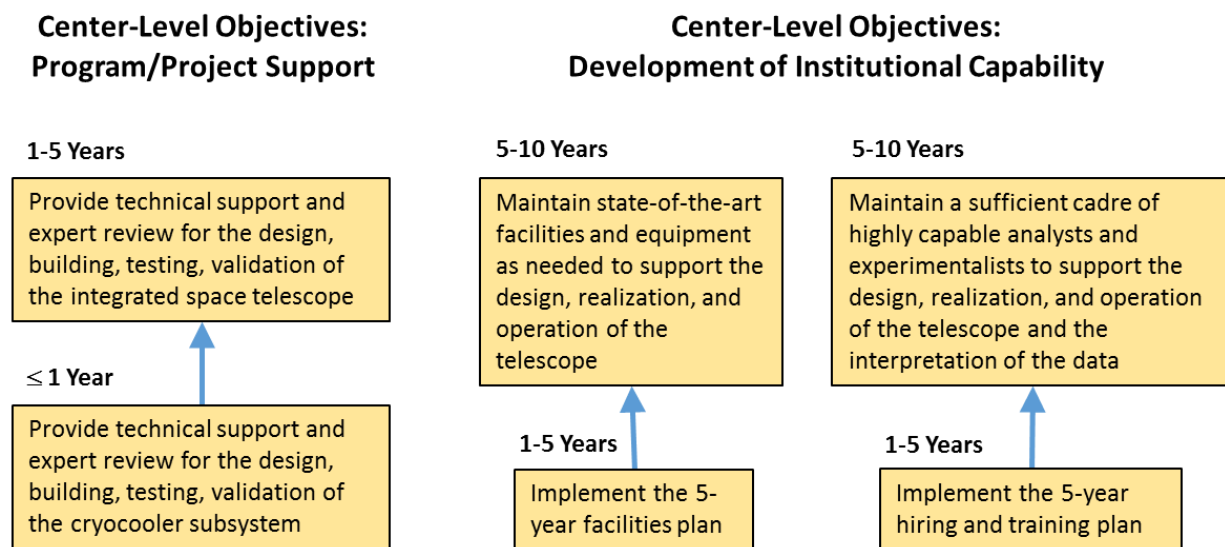 Center-Level Objectives:
Program/Project Support
1-5 Years
Provide technical support and
expert review for the design,
building, testing, validation of
the integrated space telescope
≤ 1 Year
Provide technical support and
expert review for the design,
building, testing, validation of
the cryocooler subsystem
Center-Level Objectives:
Development of Institutional Capability
5-10 Years
Maintain state-of-the-art
facilities and equipment
as needed to support the
design, realization, and
operation of the
telescope
1-5 Years
Implement the 5-
year facilities plan
5-10 Years
Maintain a sufficient cadre of
highly capable analysts and
experimentalists to support the
design, realization, and operation
of the telescope and the
interpretation of the data
1-5 Years
Implement the 5-year
hiring and training plan